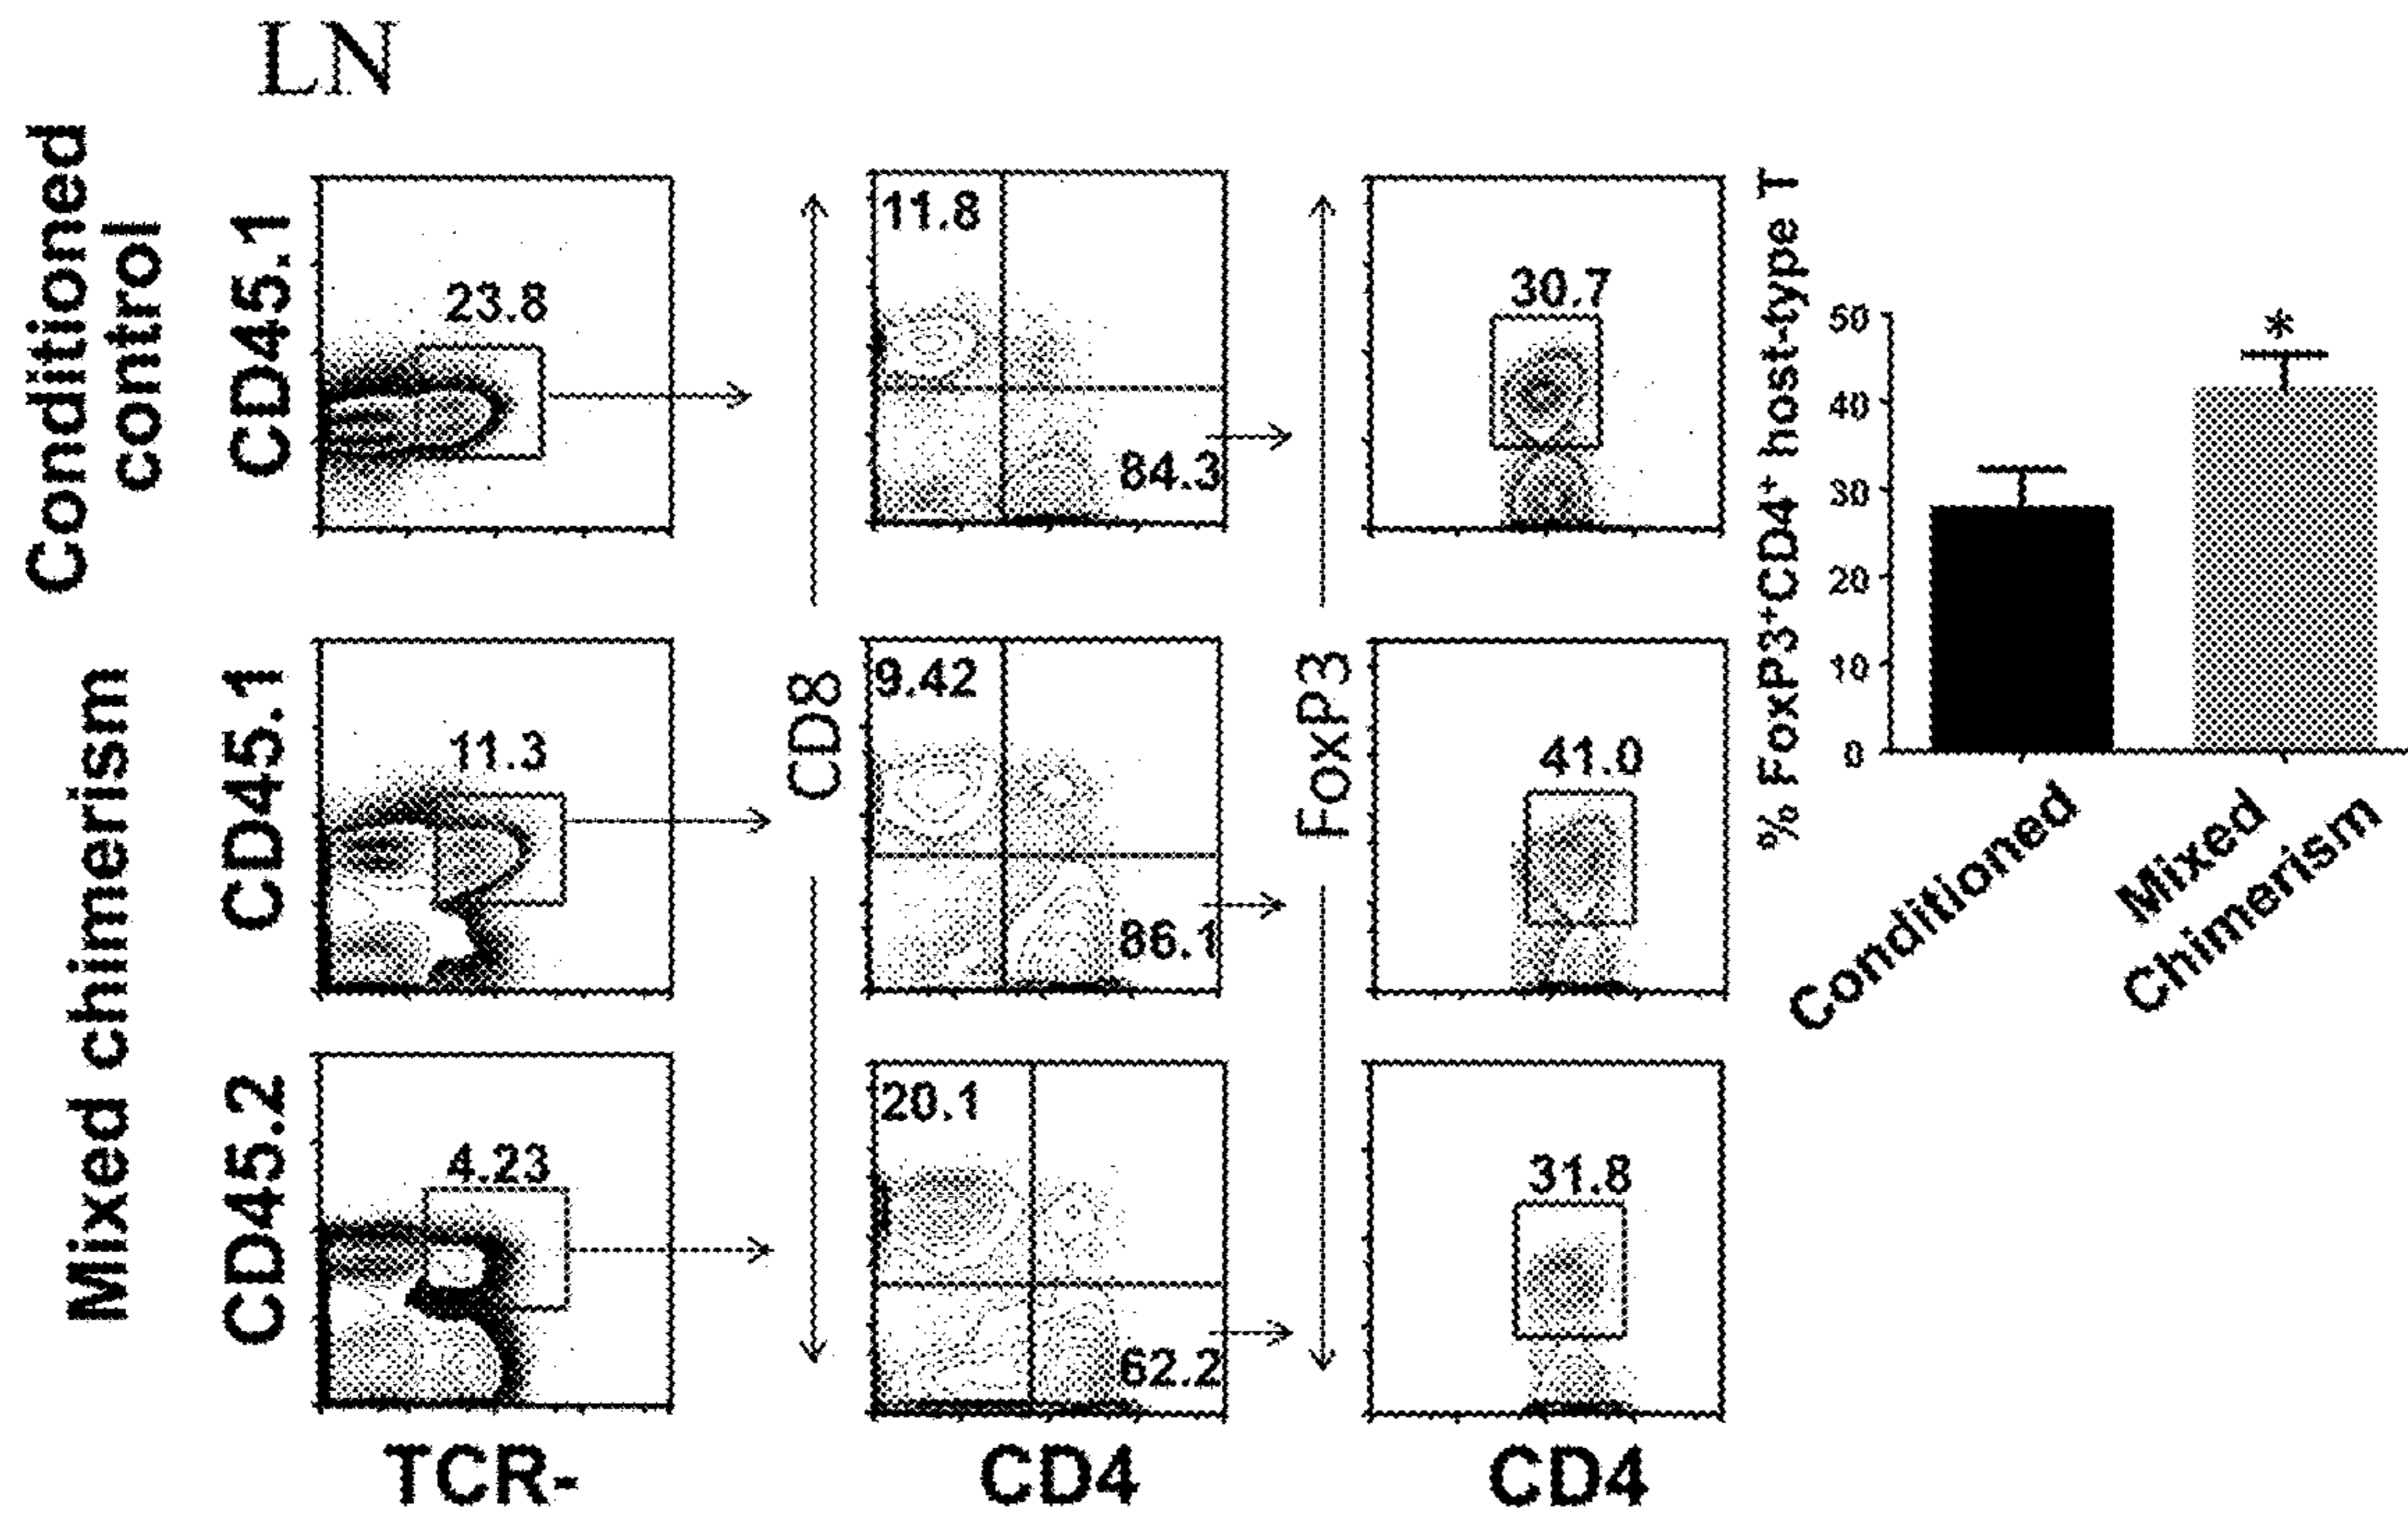 LN
Conditioned
control
CD45.1
23.8
11.8
84.3
30.7
Mixed chimerism
CD45.1
11.3
CD8
9.42
86.1
FoxP3
41.0
CD45.2
4.23
20.1
62.2
31.8
TCR-
CD4
CD4
% FoxP3⁺CD4⁺ host-type T
50
40
30
20
10
0
*
Conditioned
Mixed
Chimerism